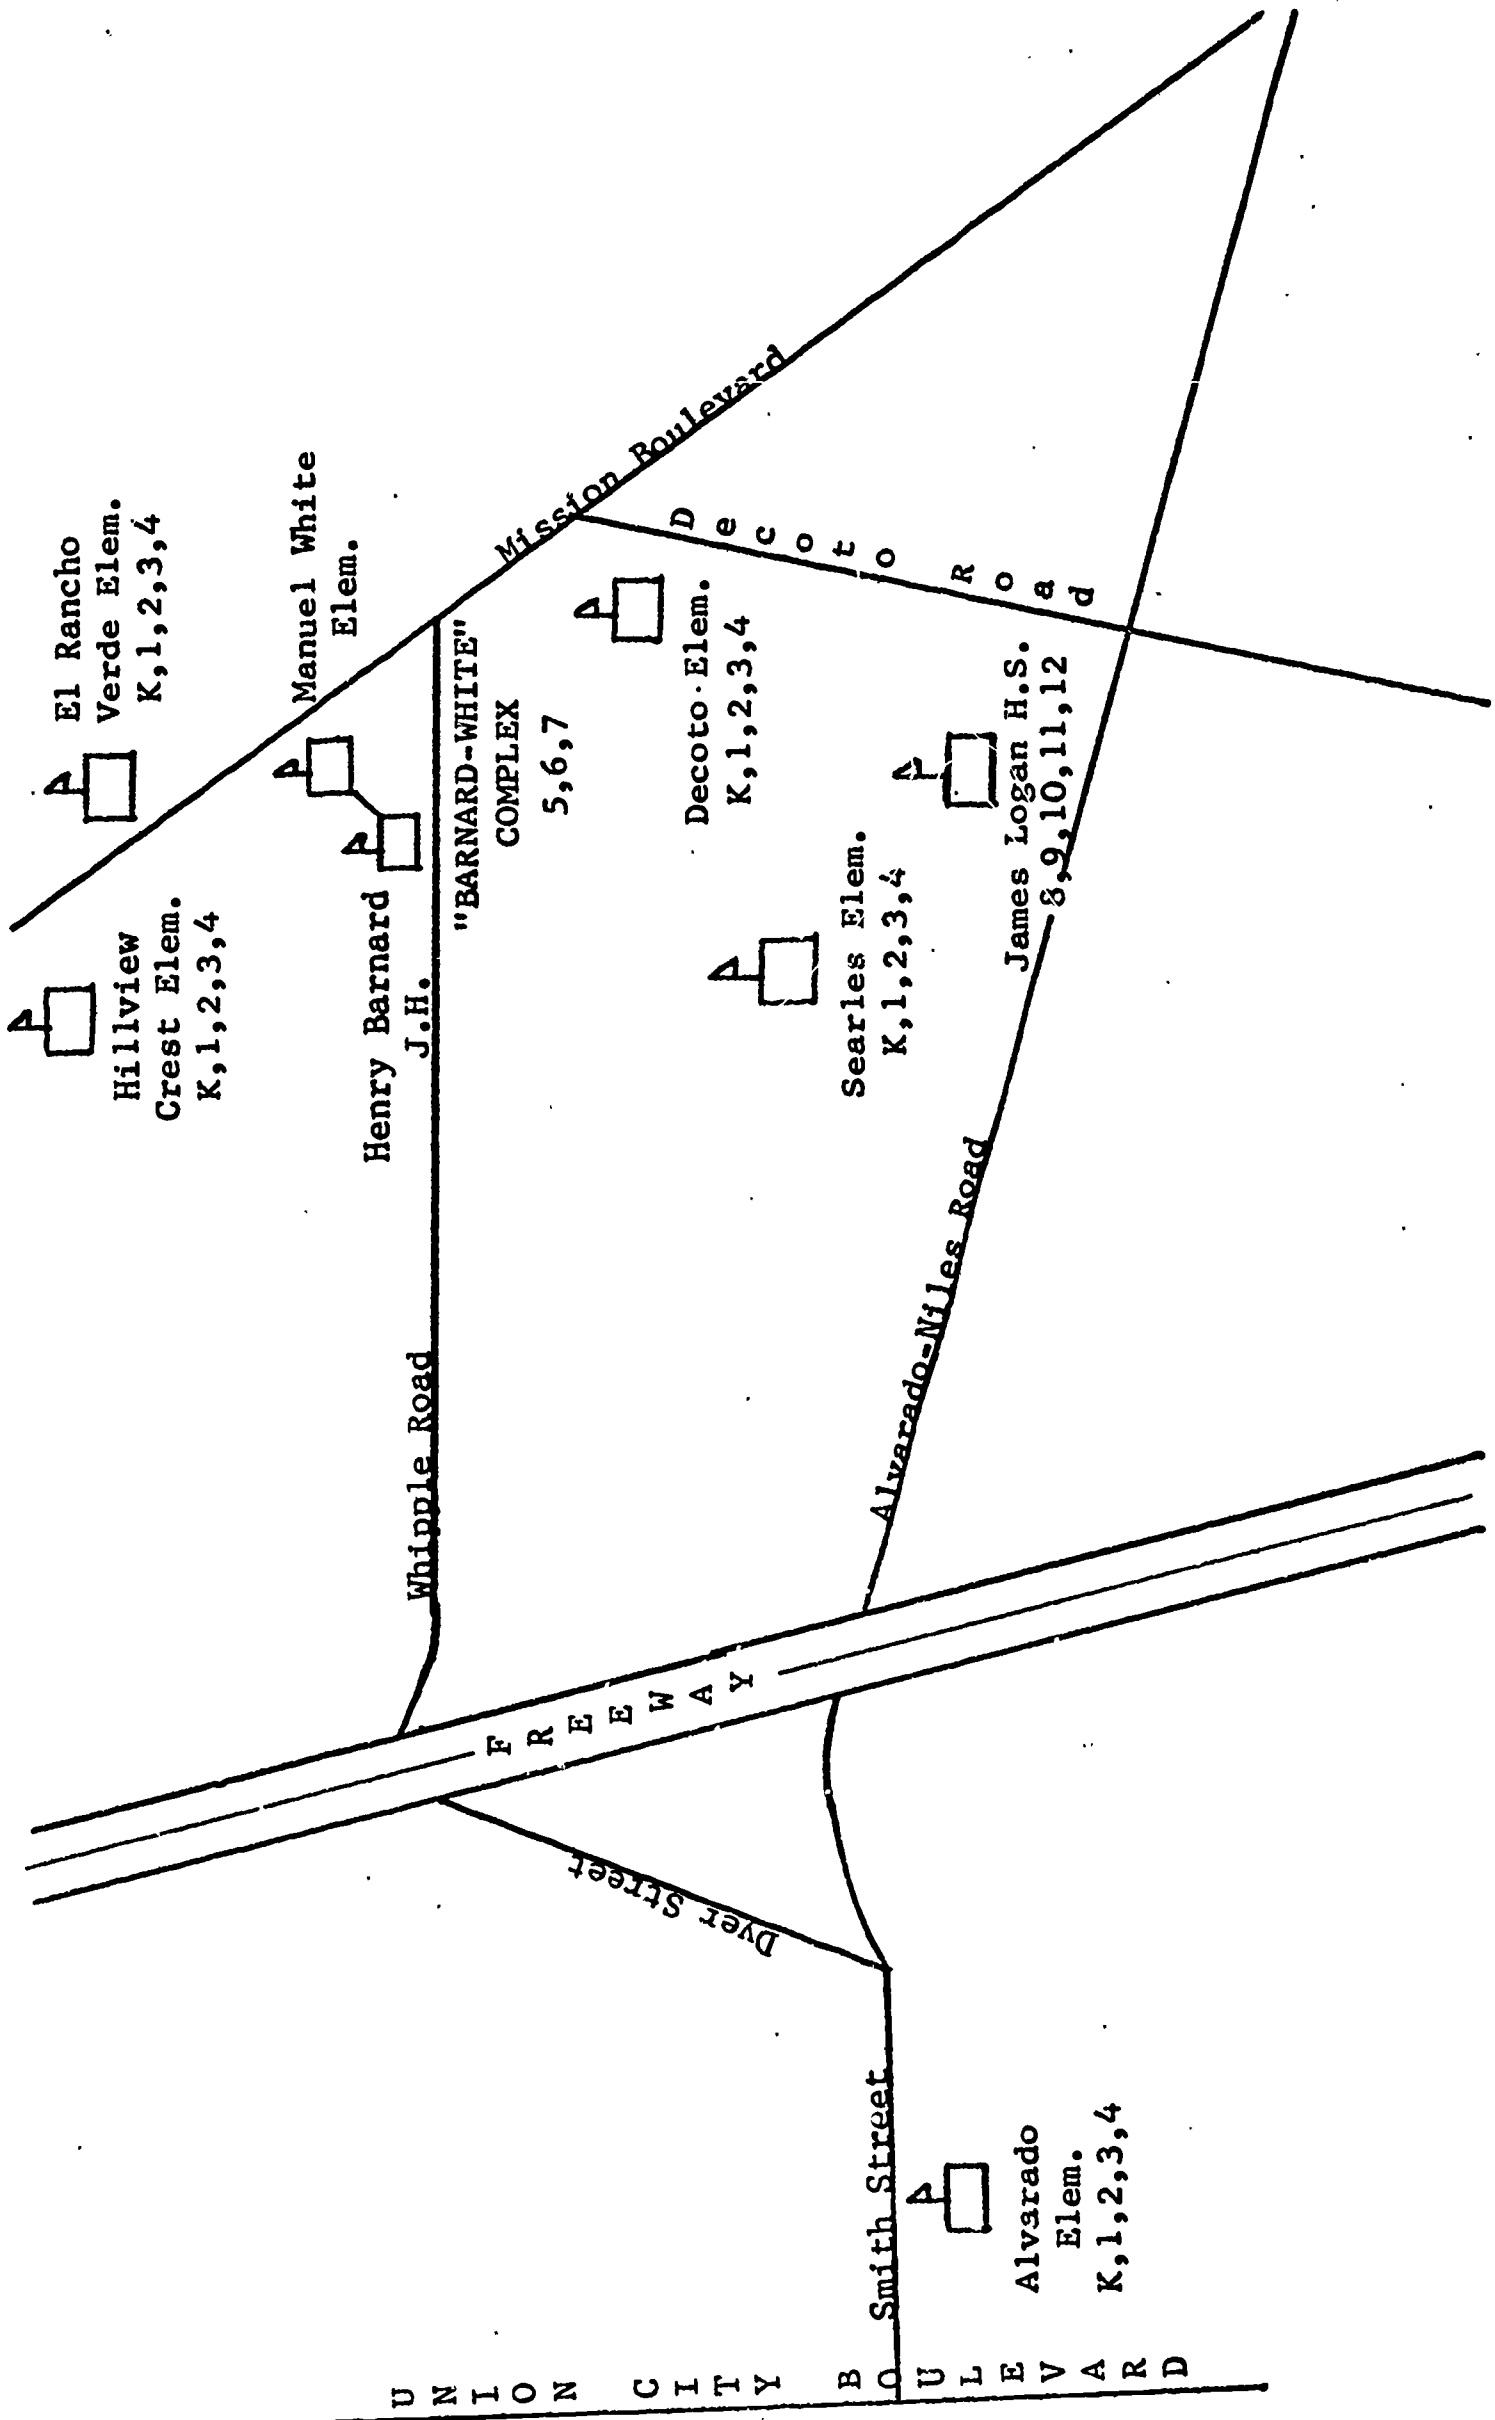 El Rancho
Verde Elem.
K,1,2,3,4
Hillview
Crest Elem.
K,1,2,3,4
Manuel White
Elem.
Henry Barnard
J.H.
Mission Boulevard
Whipple Road
"BARNARD-WHITE"
COMPLEX
5,6,7
Decoto Elem.
K,1,2,3,4
Decoto Road
Searles Elem.
K,1,2,3,4
James Logan H.S.
8,9,10,11,12
Alvarado-Niles Road
FREEWAY
Dyer Street
Smith Street
Alvarado
Elem.
K,1,2,3,4
UNION CITY BOULEVARD